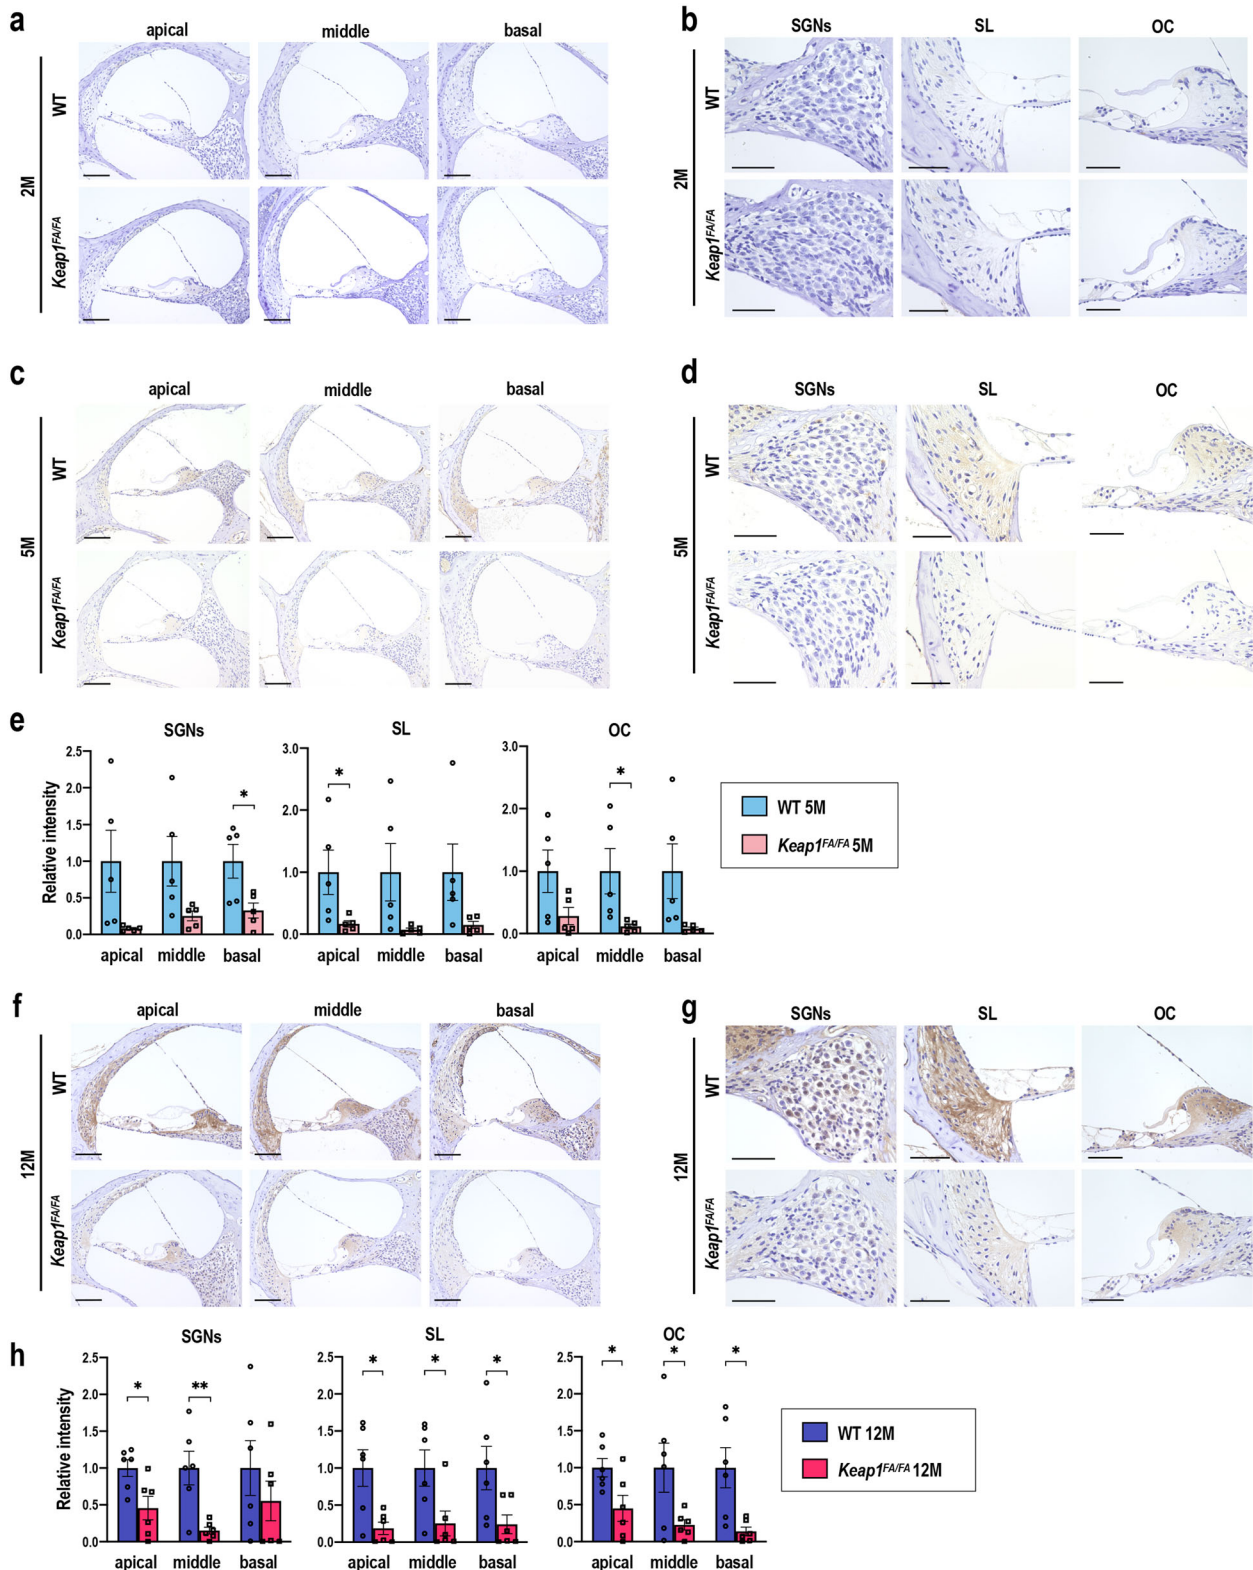 a
apical middle basal
2M
WT
Keap1FA/FA
b
SGNs SL OC
2M
WT
Keap1FA/FA
c
apical middle basal
5M
WT
Keap1FA/FA
d
SGNs SL OC
5M
WT
Keap1FA/FA
e
SGNs
Relative intensity
2.5
2.0
1.5
1.0
0.5
0.0
*
apical middle basal
SL
3.0
2.0
1.0
0.0
*
apical middle basal
OC
3.0
2.0
1.0
0.0
*
apical middle basal
WT 5M
Keap1FA/FA 5M
f
apical middle basal
12M
WT
Keap1FA/FA
g
SGNs SL OC
12M
WT
Keap1FA/FA
h
SGNs
Relative intensity
2.5
2.0
1.5
1.0
0.5
0.0
* **
apical middle basal
SL
2.5
2.0
1.5
1.0
0.5
0.0
* * *
apical middle basal
OC
2.5
2.0
1.5
1.0
0.5
0.0
* * *
apical middle basal
WT 12M
Keap1FA/FA 12M